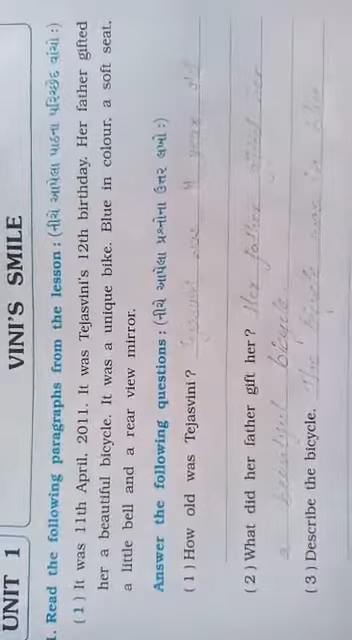 UNIT 1
VINI'S SMILE
. Read the following paragraphs from the lesson : (નીચે આપેલા પાઠના પરિચ્છેદ વાંચો :)
( 1 ) It was 11th April, 2011. It was Tejasvini's 12th birthday. Her father gifted
her a beautiful bicycle. It was a unique bike. Blue in colour, a soft seat,
a little bell and a rear view mirror.
Answer the following questions : (નીચે આપેલા પ્રશ્નોના ઉત્તર લખો :)
( 1 ) How old was Tejasvini ?
( 2 ) What did her father gift her ? Her father gifted her
a beautiful bicycle
( 3 ) Describe the bicycle. The bicycle